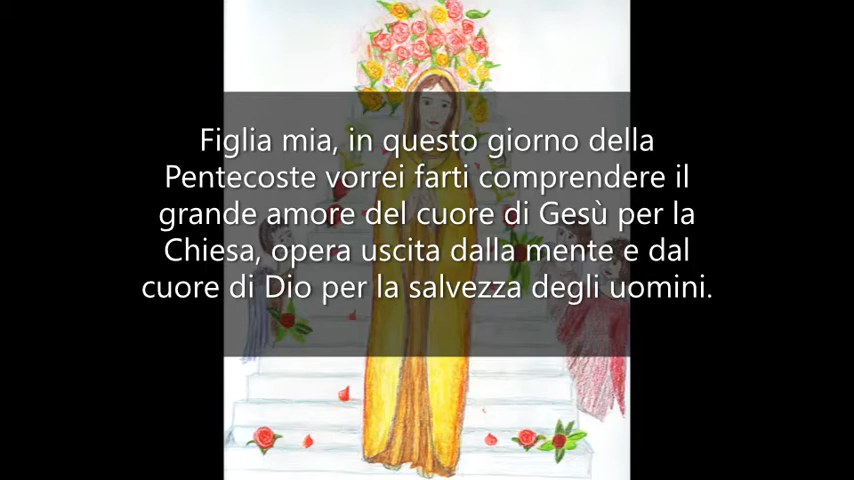 Figlia mia, in questo giorno della
Pentecoste vorrei farti comprendere il
grande amore del cuore di Gesù per la
Chiesa, opera uscita dalla mente e dal
cuore di Dio per la salvezza degli uomini.